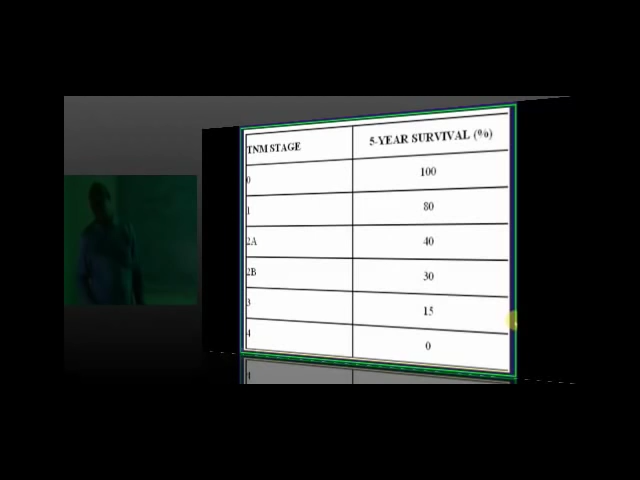 TNM STAGE 5-YEAR SURVIVAL (%)
0 100
1 80
2A 40
2B 30
3 15
4 0